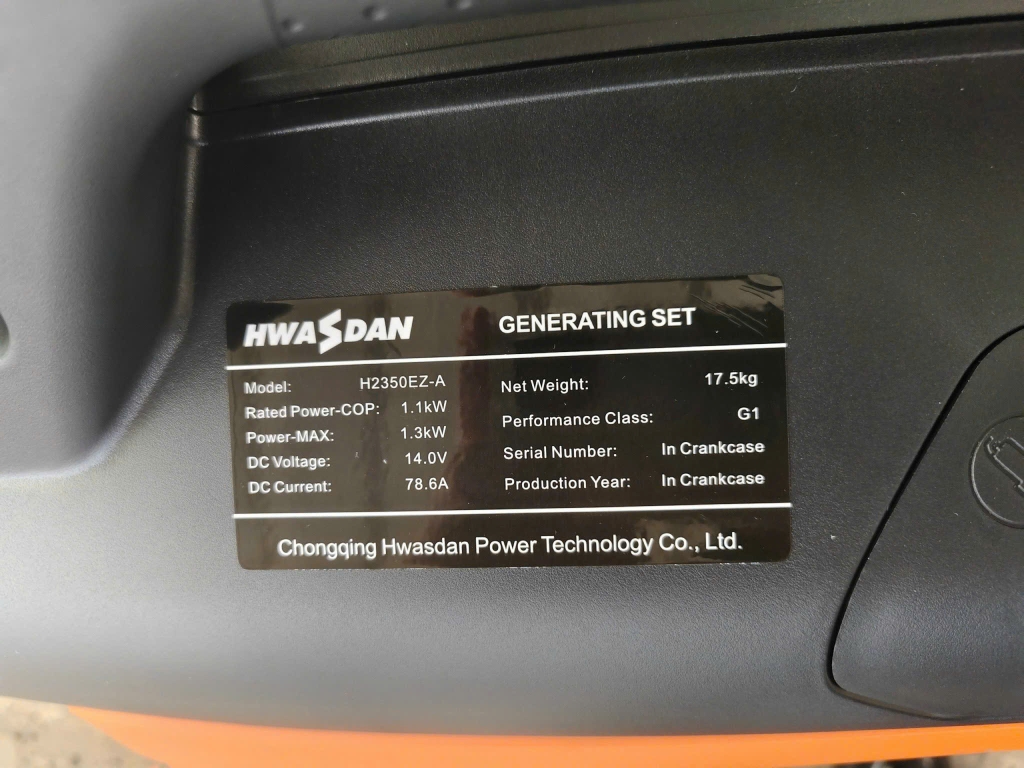 HWASDAN GENERATING SET
Model: H2350EZ-A
Rated Power-COP: 1.1kW
Power-MAX: 1.3kW
DC Voltage: 14.0V
DC Current: 78.6A
Net Weight: 17.5kg
Performance Class: G1
Serial Number: In Crankcase
Production Year: In Crankcase
Chongqing Hwasdan Power Technology Co., Ltd.